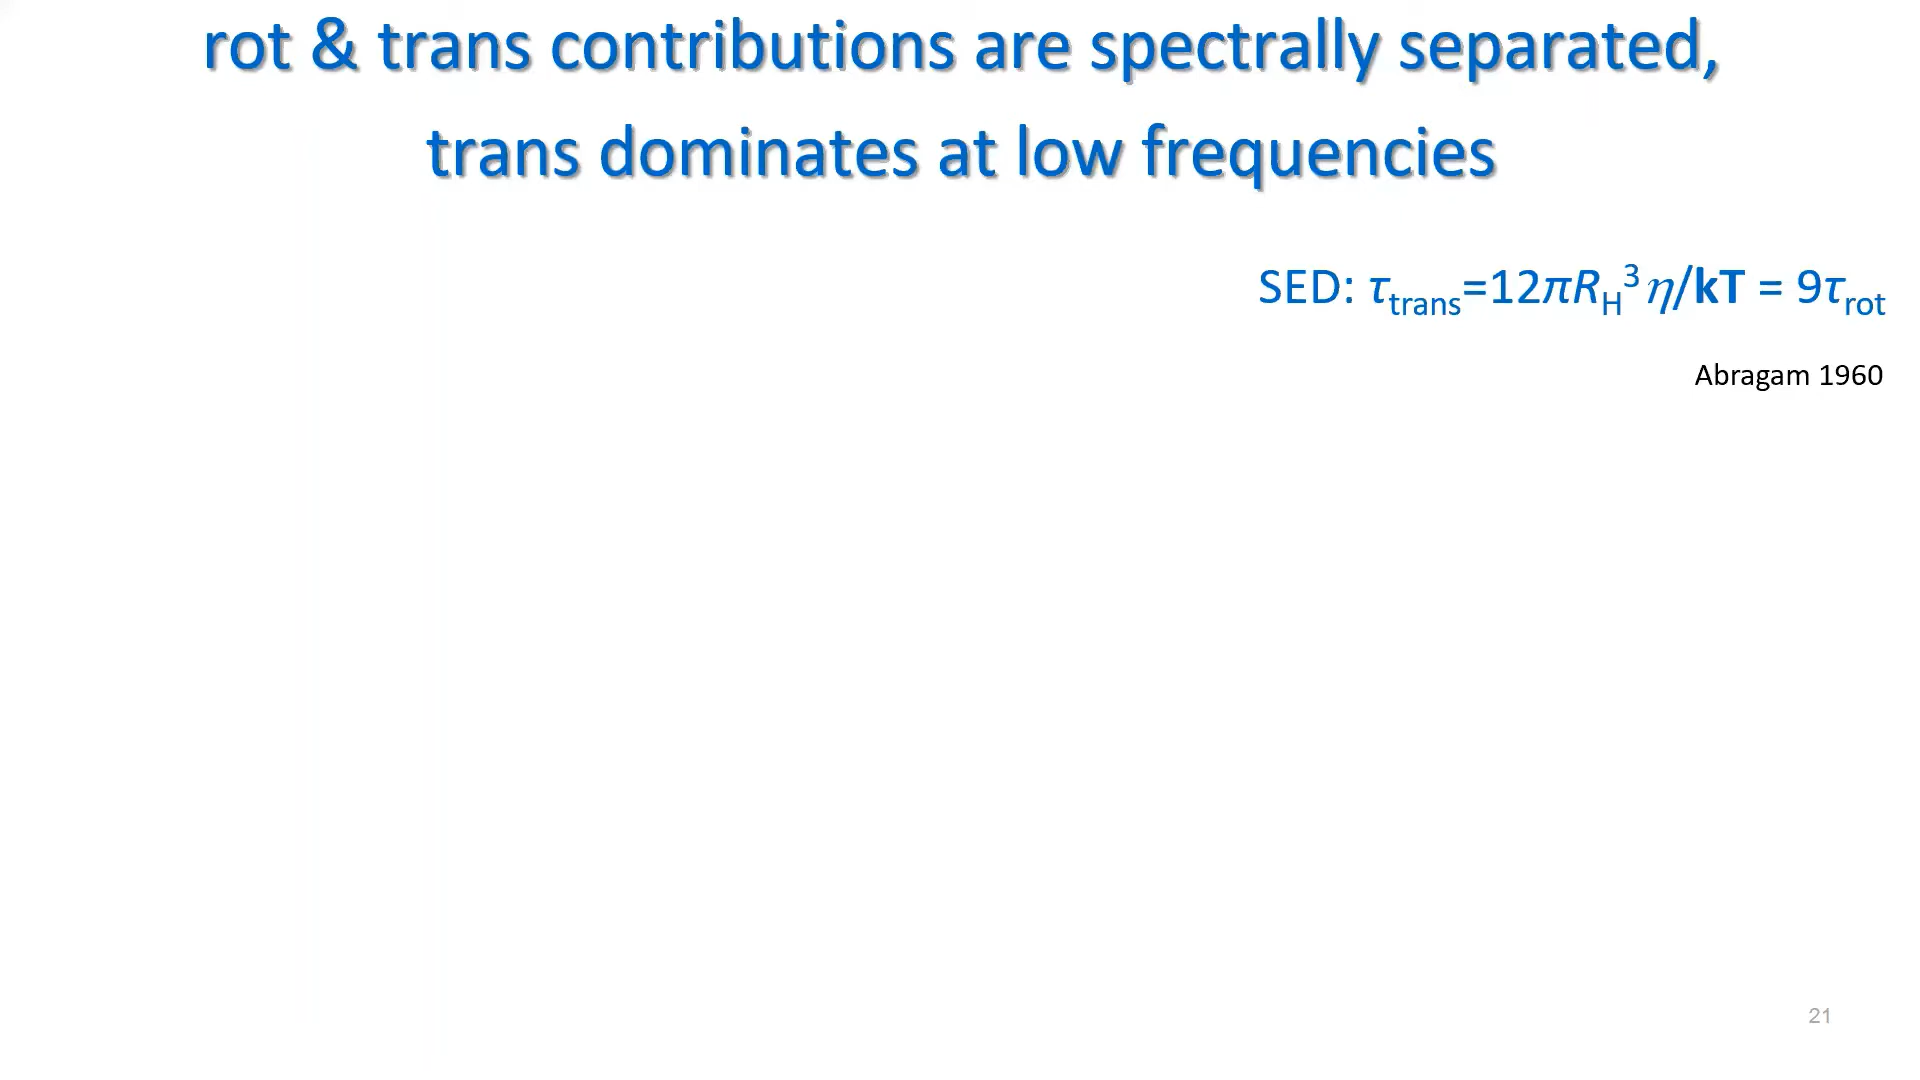 rot & trans contributions are spectrally separated,
trans dominates at low frequencies
SED: τtrans=12πRH³η/kT = 9τrot
Abragam 1960
21